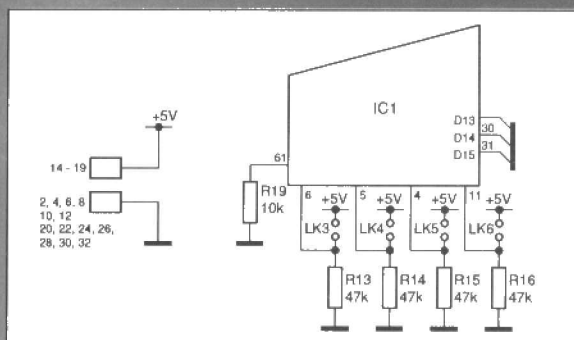 +5V
14 - 19
2, 4, 6, 8
10, 12
20, 22, 24, 26,
28, 30, 32
IC1
D13
D14
30
D15
31
61
R19
10k
6
5
4
11
+5V
+5V
+5V
+5V
LK3
LK4
LK5
LK6
R13
47k
R14
47k
R15
47k
R16
47k